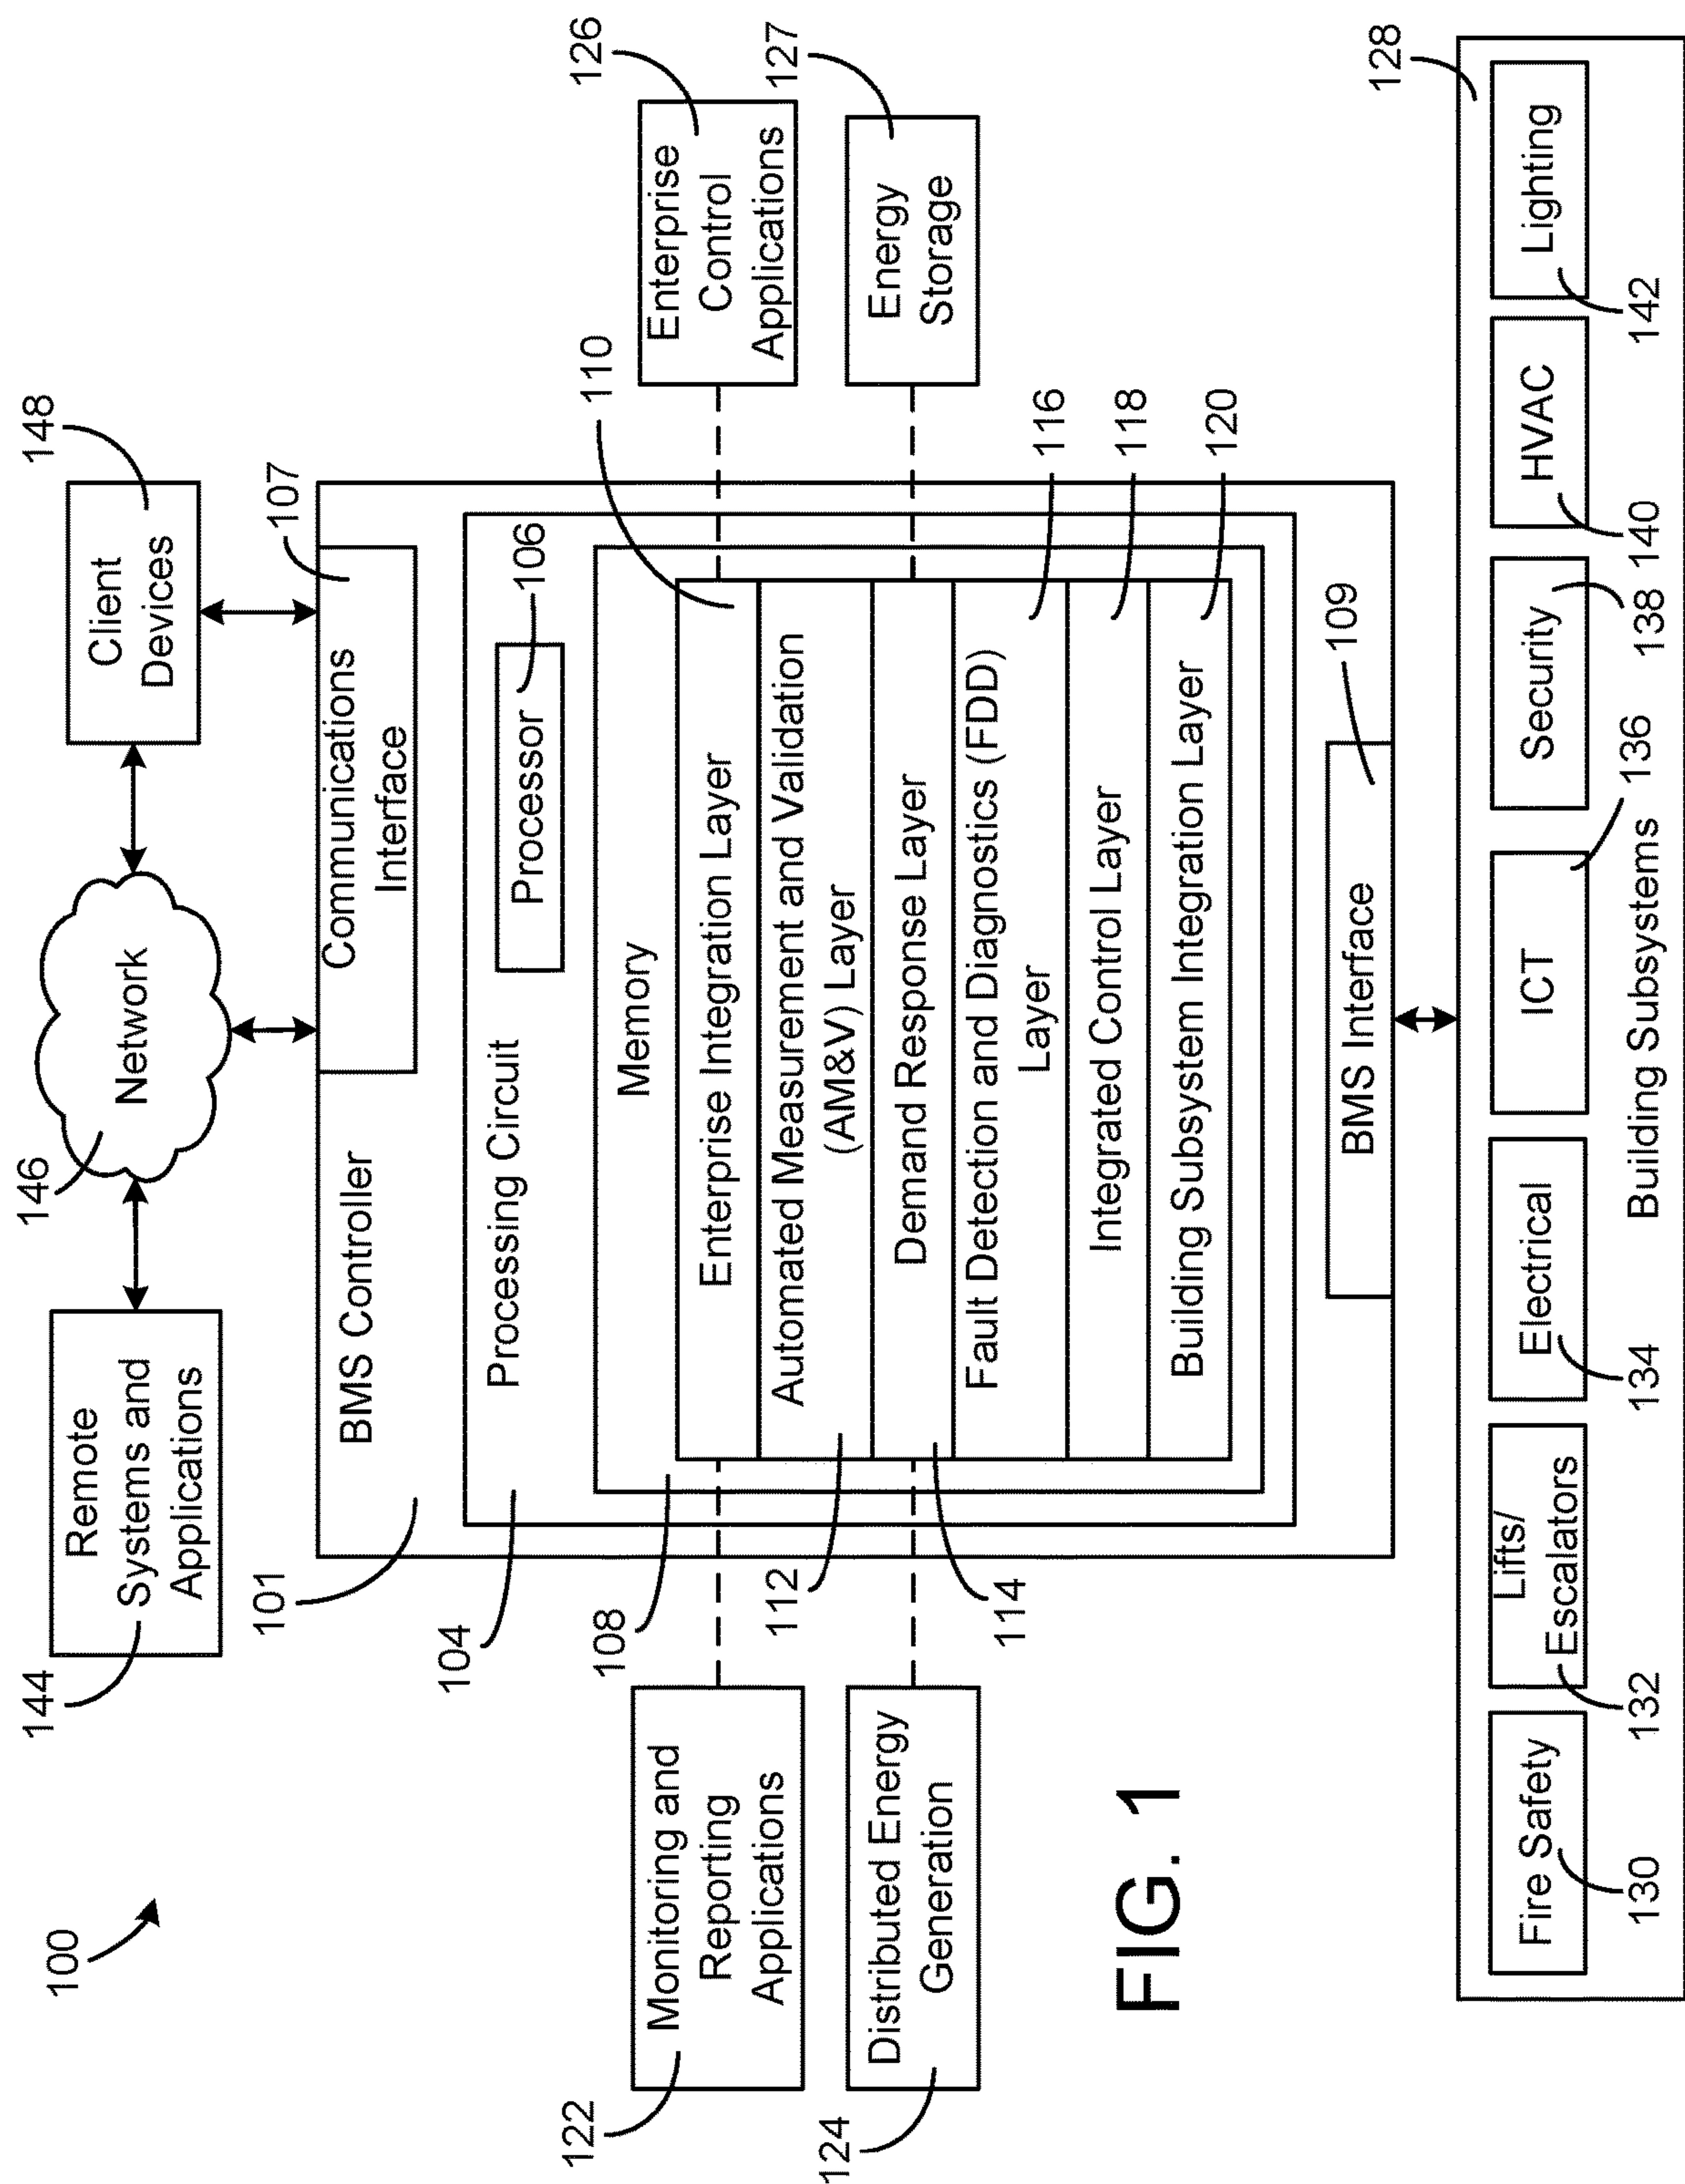 100
144
Remote
Systems and
Applications
146
Network
148
Client
Devices
101
BMS Controller
107
Communications
Interface
104
Processing Circuit
Processor
106
108
Memory
110
Enterprise Integration Layer
112
Automated Measurement and Validation
(AM&V) Layer
114
Demand Response Layer
Fault Detection and Diagnostics (FDD)
Layer
116
Integrated Control Layer
118
Building Subsystem Integration Layer
120
BMS Interface
109
122
Monitoring and
Reporting
Applications
124
Distributed Energy
Generation
126
Enterprise
Control
Applications
127
Energy
Storage
128
Fire Safety
130
Lifts/
Escalators
132
Electrical
134
ICT
136
Security
138
HVAC
140
Lighting
142
Building Subsystems
FIG. 1